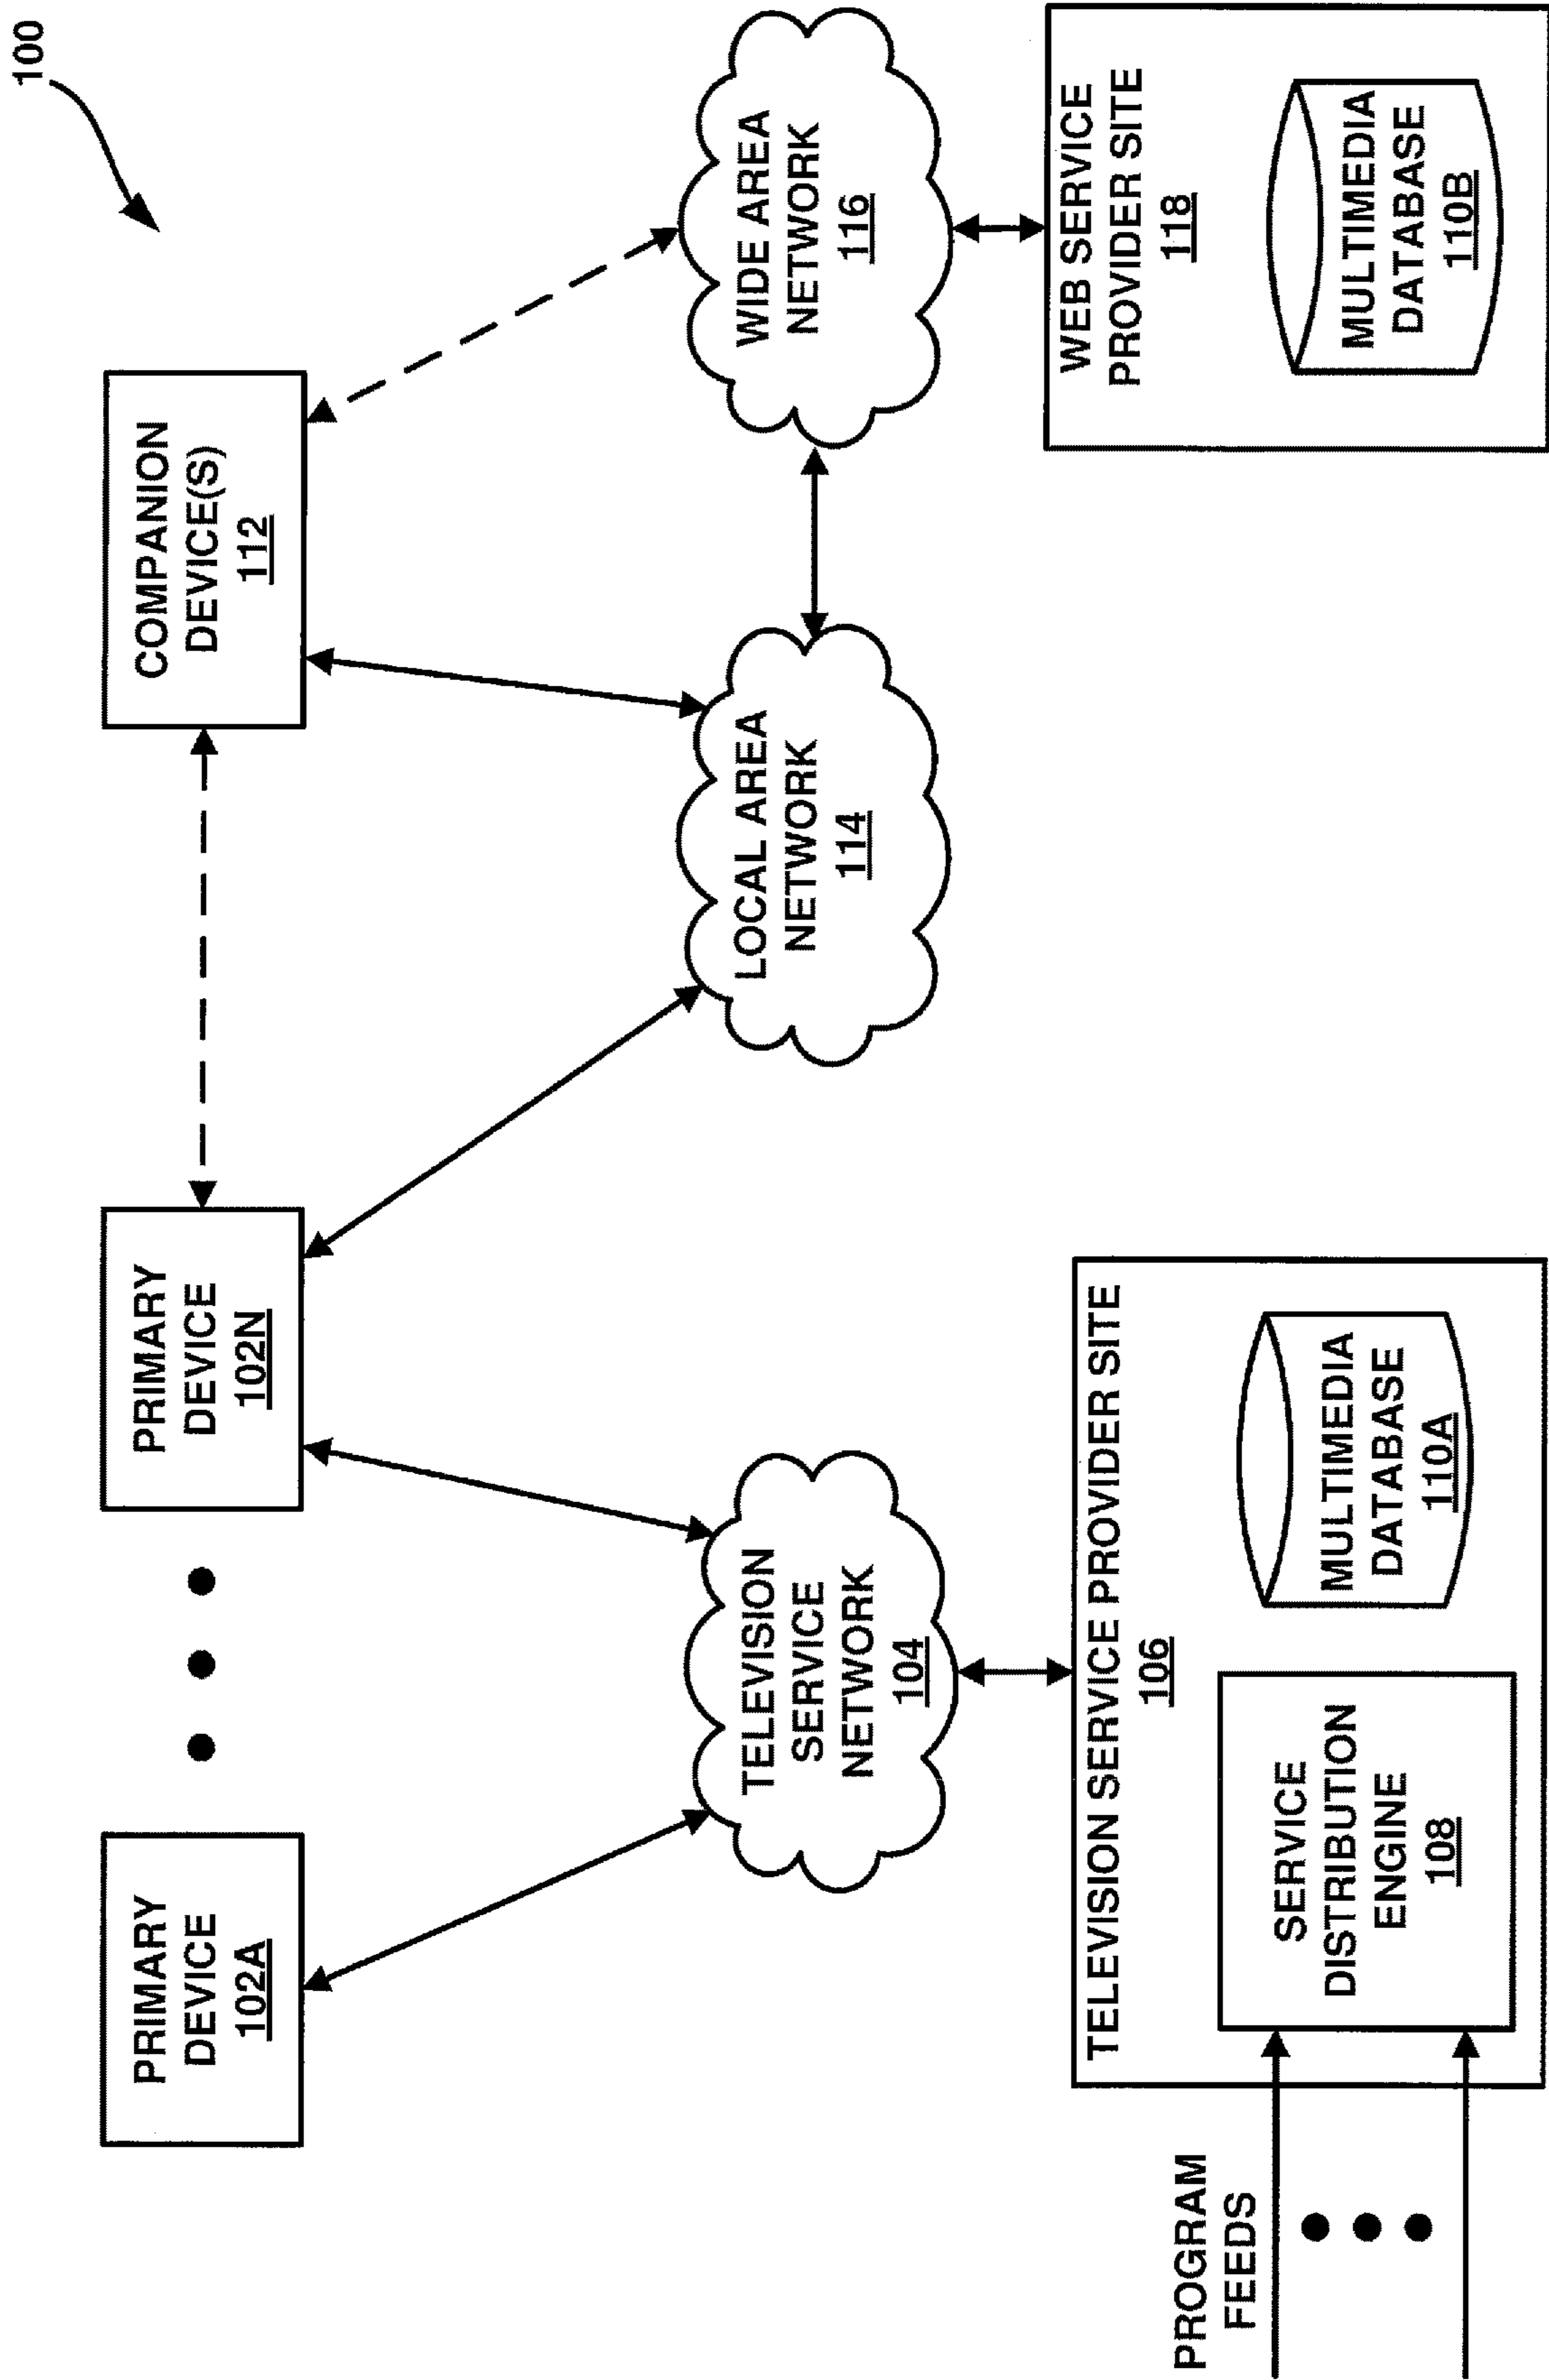 100
PRIMARY
DEVICE
102A
PRIMARY
DEVICE
102N
COMPANION
DEVICE(S)
112
TELEVISION
SERVICE
NETWORK
104
LOCAL AREA
NETWORK
114
WIDE AREA
NETWORK
116
PROGRAM
FEEDS
TELEVISION SERVICE PROVIDER SITE
106
SERVICE
DISTRIBUTION
ENGINE
108
MULTIMEDIA
DATABASE
110A
WEB SERVICE
PROVIDER SITE
118
MULTIMEDIA
DATABASE
110B